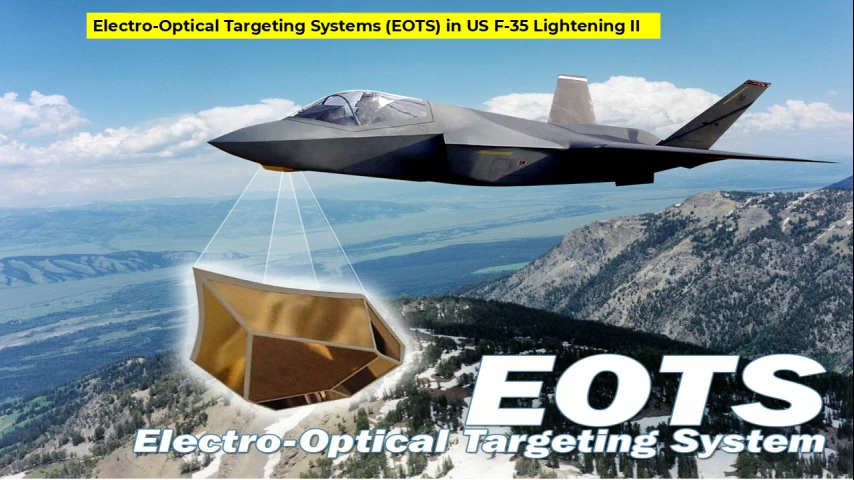 Electro-Optical Targeting Systems (EOTS) in US F-35 Lightening II
EOTS
Electro-Optical Targeting System